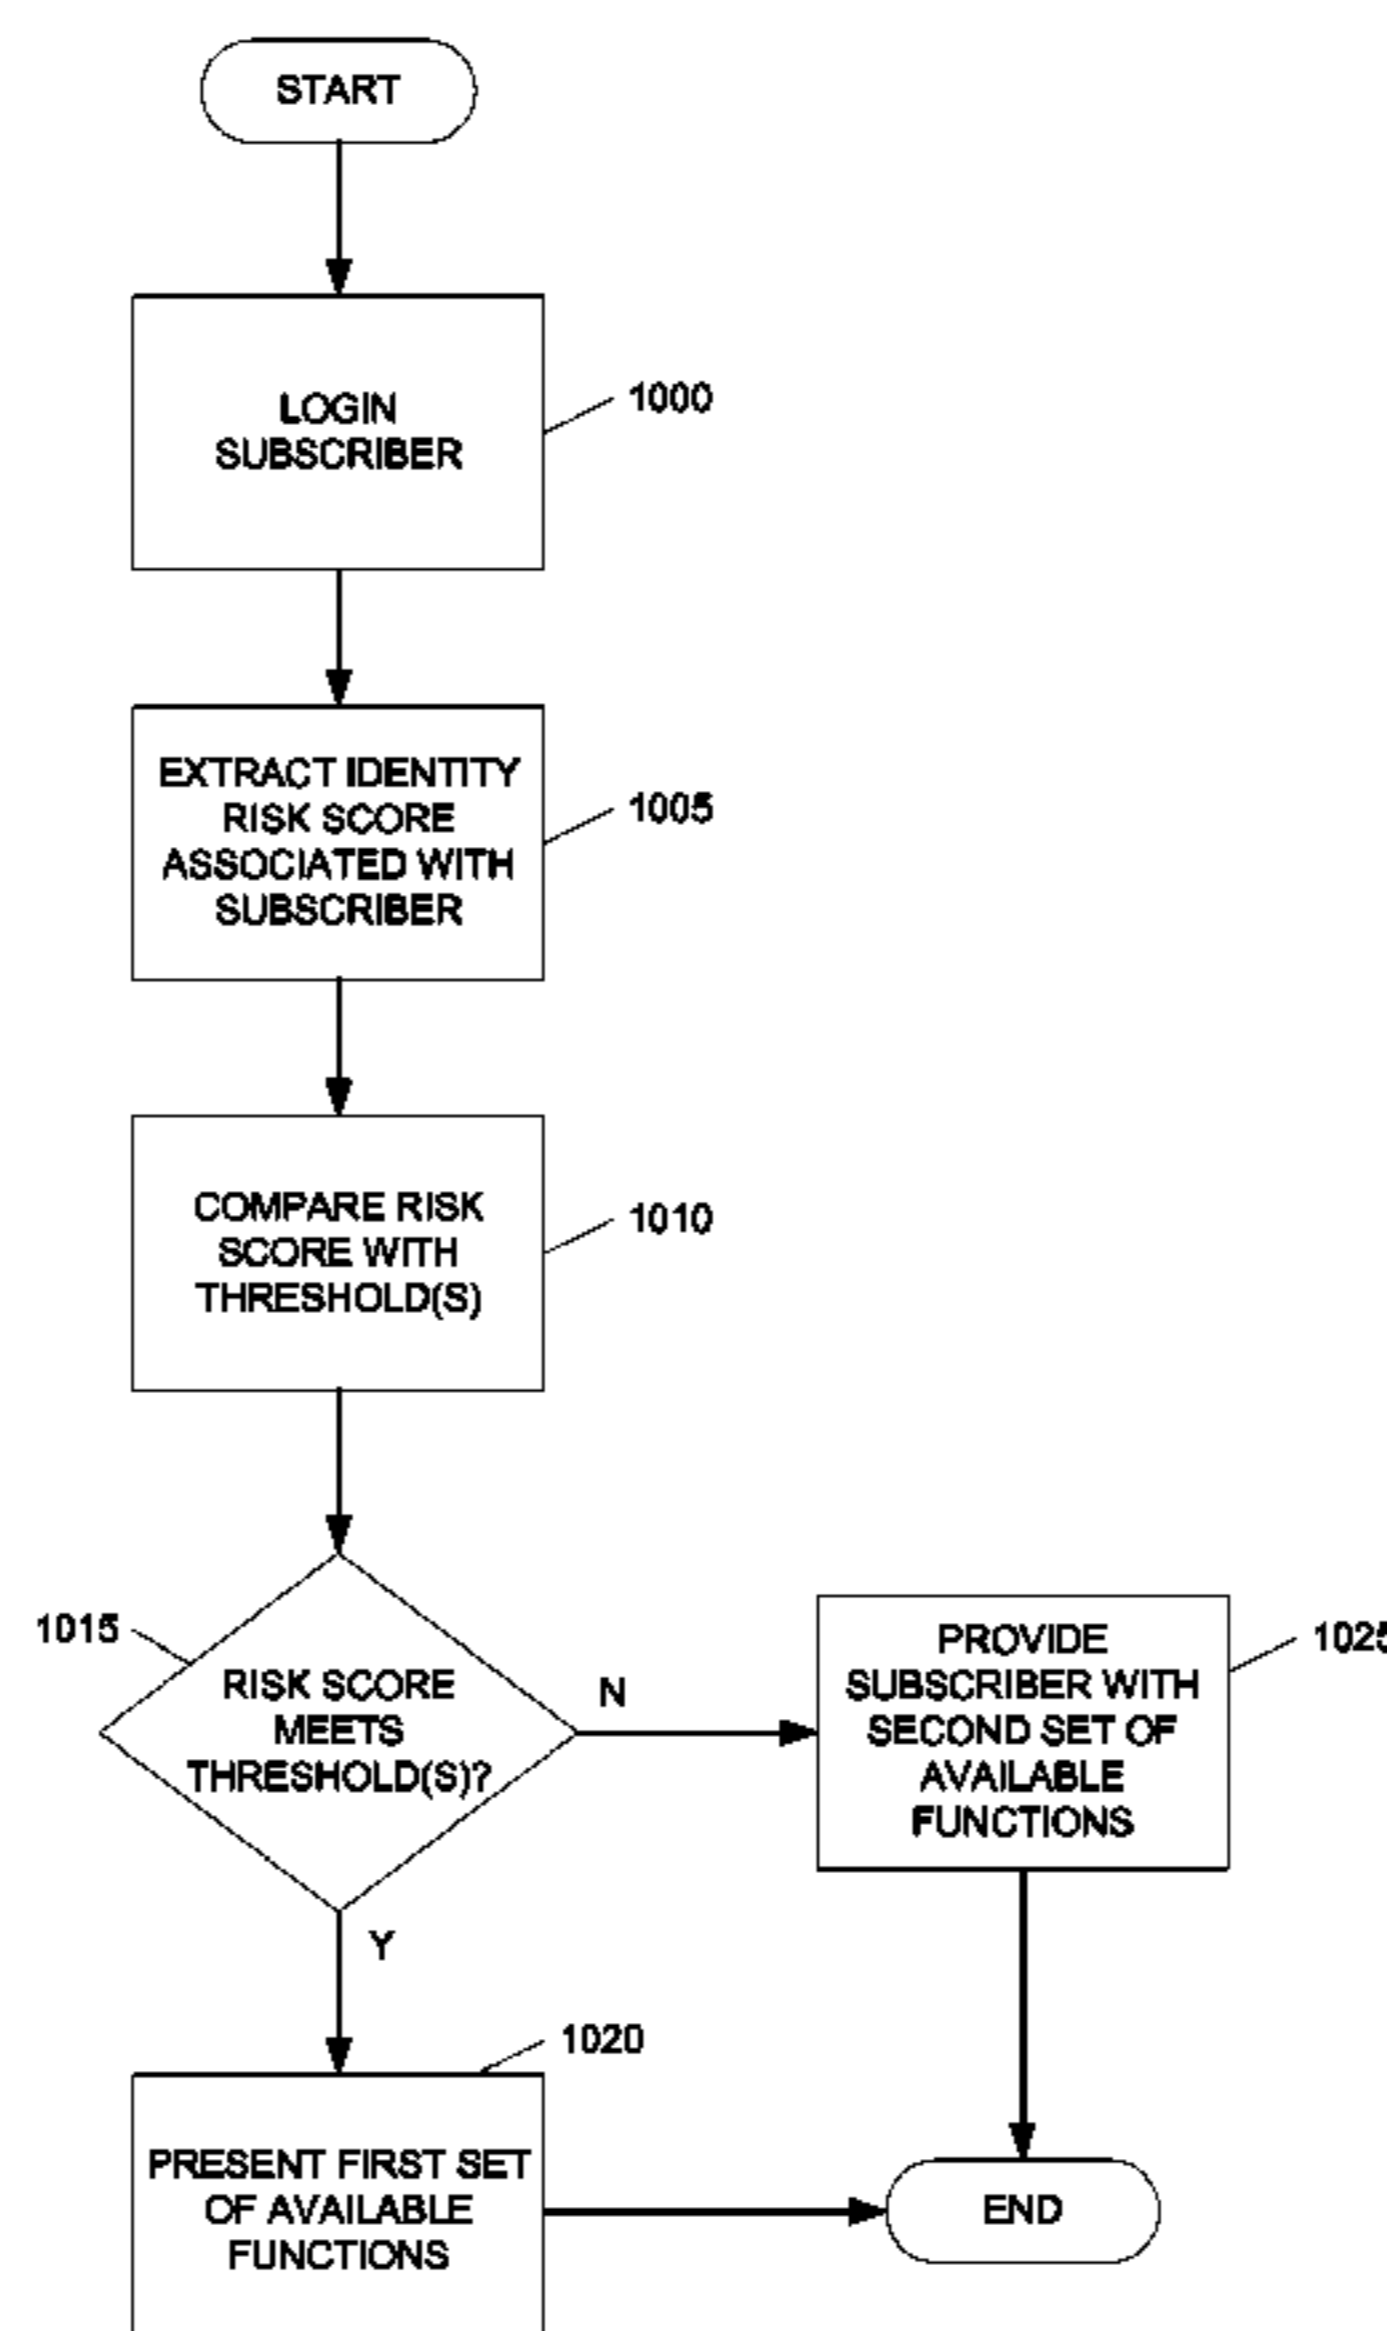 START
LOGIN
SUBSCRIBER
1000
EXTRACT IDENTITY
RISK SCORE
ASSOCIATED WITH
SUBSCRIBER
1005
COMPARE RISK
SCORE WITH
THRESHOLD(S)
1010
1015
RISK SCORE
MEETS
THRESHOLD(S)?
N
Y
PROVIDE
SUBSCRIBER WITH
SECOND SET OF
AVAILABLE
FUNCTIONS
1025
1020
PRESENT FIRST SET
OF AVAILABLE
FUNCTIONS
END